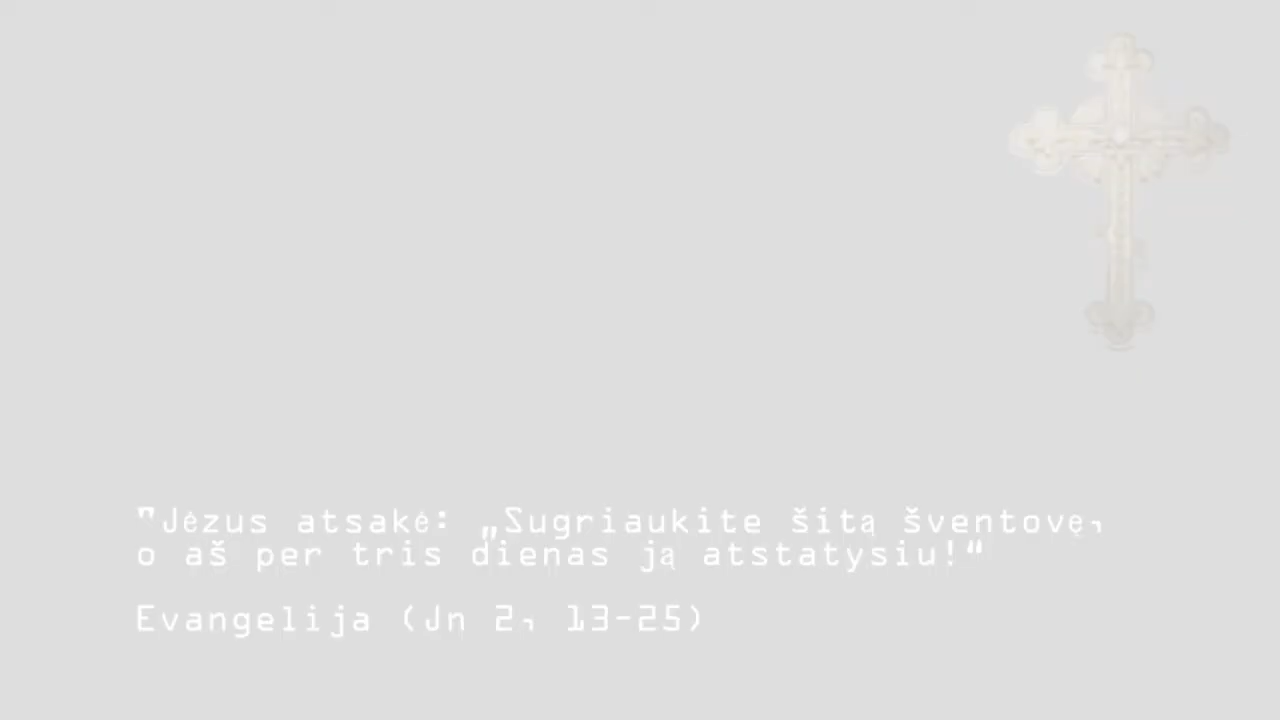 "Jėzus atsakė: „Sugriaukite šitą šventovę,
o aš per tris dienas ją atstatysiu!“
Evangelija (Jn 2, 13-25)